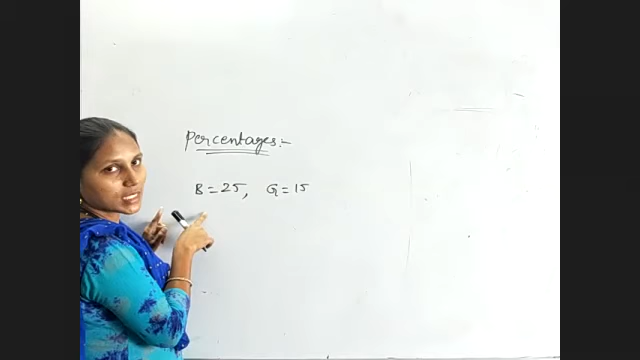 Percentages:-
B = 25, G = 15